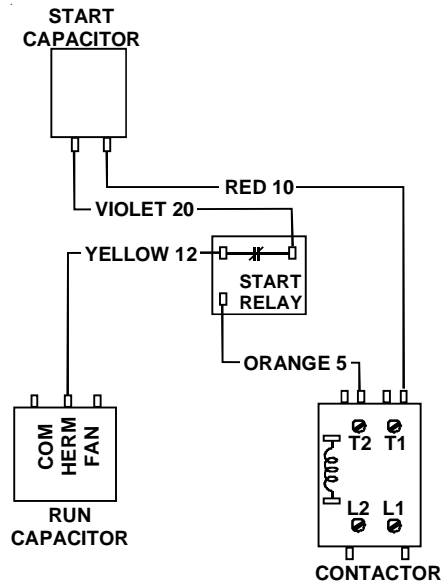 START
CAPACITOR
RED 10
VIOLET 20
YELLOW 12
START
RELAY
ORANGE 5
COM
HERM
FAN
T2 T1
L2 L1
RUN
CAPACITOR
CONTACTOR